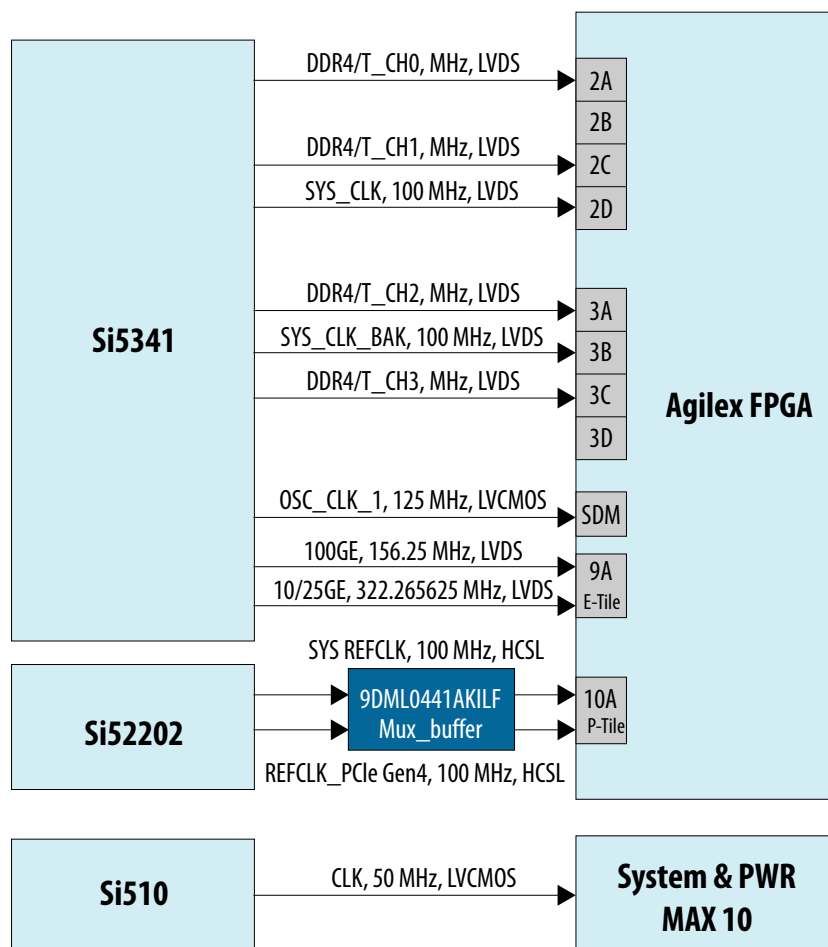 DDR4/T_CH0, MHz, LVDS
2A
2B
DDR4/T_CH1, MHz, LVDS
2C
SYS_CLK, 100 MHz, LVDS
2D
DDR4/T_CH2, MHz, LVDS
3A
Si5341
SYS_CLK_BAK, 100 MHz, LVDS
3B
DDR4/T_CH3, MHz, LVDS
3C
Agilex FPGA
3D
OSC_CLK_1, 125 MHz, LVCMOS
SDM
100GE, 156.25 MHz, LVDS
9A
10/25GE, 322.265625 MHz, LVDS
E-Tile
SYS REFCLK, 100 MHz, HCSL
Si52202
9DML0441AKILF
Mux_buffer
10A
P-Tile
REFCLK_PCIe Gen4, 100 MHz, HCSL
Si510
CLK, 50 MHz, LVCMOS
System & PWR
MAX 10